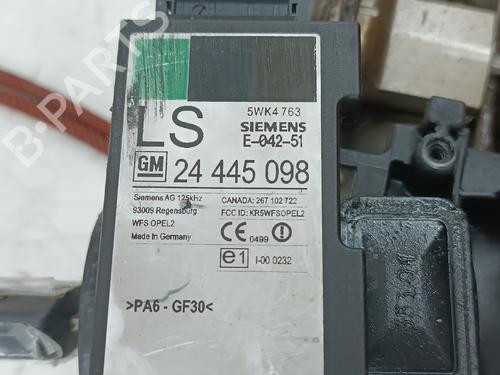 B-PARTS
5WK4 763
LS
SIEMENS
E-042-51
GM
24 445 098
Siemens AG 125kHz
93009 Regensburg
WFS OPEL2
Made in Germany
CANADA: 267 102 722
FCC ID: KR5WFSOPEL2
CE 0499
e1
I-00 0232
>PA6 - GF30<